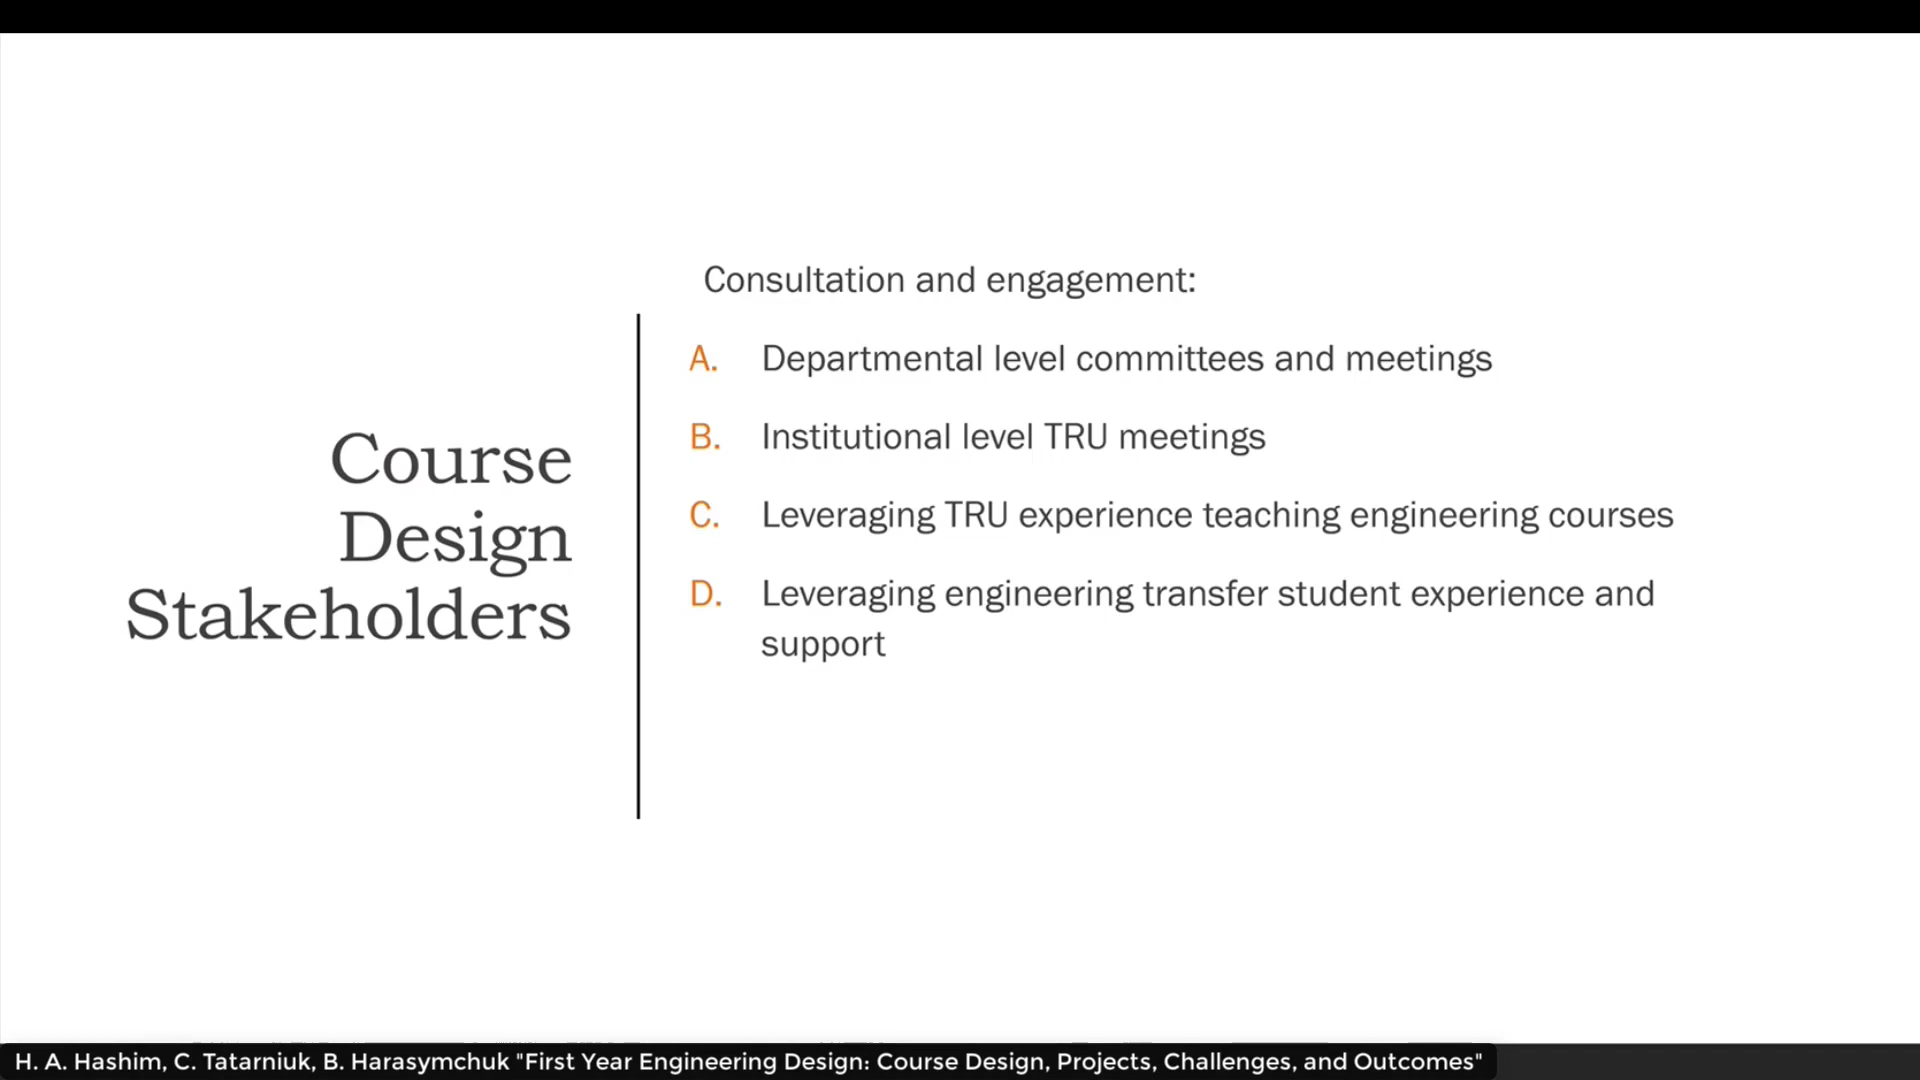 Course
Design
Stakeholders
Consultation and engagement:
A. Departmental level committees and meetings
B. Institutional level TRU meetings
C. Leveraging TRU experience teaching engineering courses
D. Leveraging engineering transfer student experience and
support
H. A. Hashim, C. Tatarniuk, B. Harasymchuk "First Year Engineering Design: Course Design, Projects, Challenges, and Outcomes"